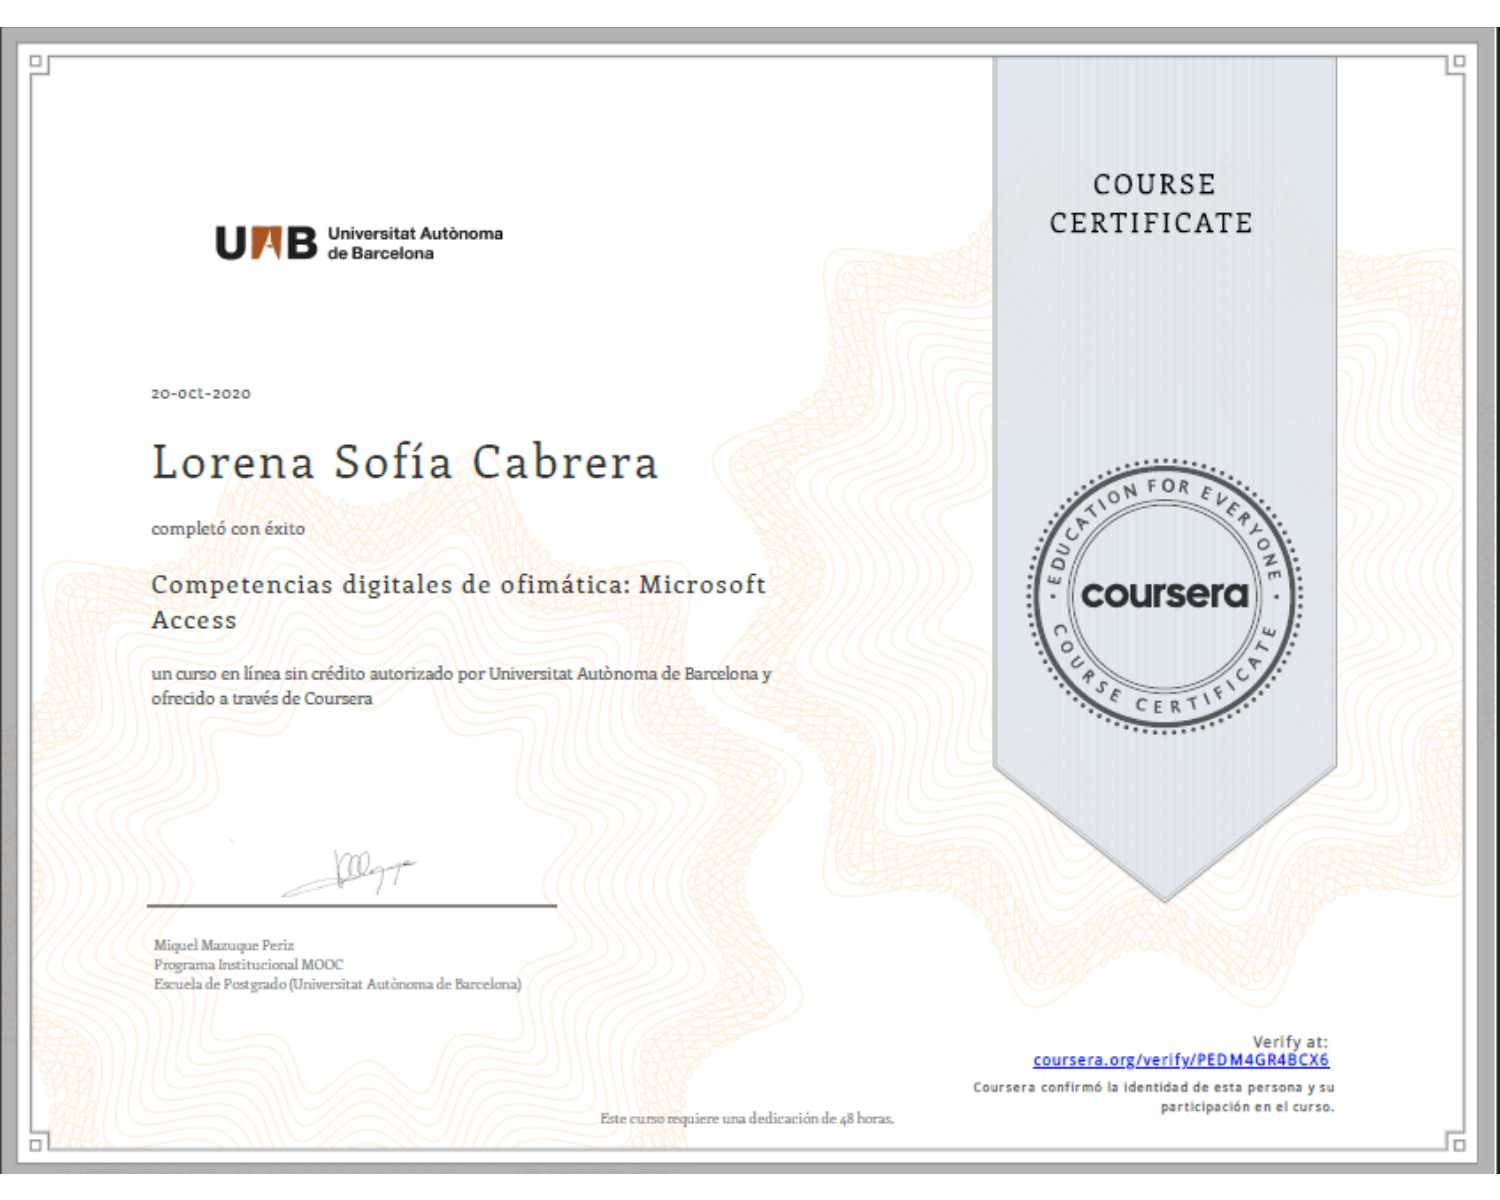 UAB Universitat Autònoma
de Barcelona
COURSE
CERTIFICATE
20-oct-2020
Lorena Sofía Cabrera
completó con éxito
Competencias digitales de ofimática: Microsoft
Access
un curso en línea sin crédito autorizado por Universitat Autònoma de Barcelona y
ofrecido a través de Coursera
EDUCATION FOR EVERYONE
coursera
COURSE CERTIFICATE
Miquel Mazuque Periz
Programa Institucional MOOC
Escuela de Postgrado (Universitat Autònoma de Barcelona)
Verify at:
coursera.org/verify/PEDM4GR4BCX6
Coursera confirmó la identidad de esta persona y su
participación en el curso.
Este curso requiere una dedicación de 48 horas.